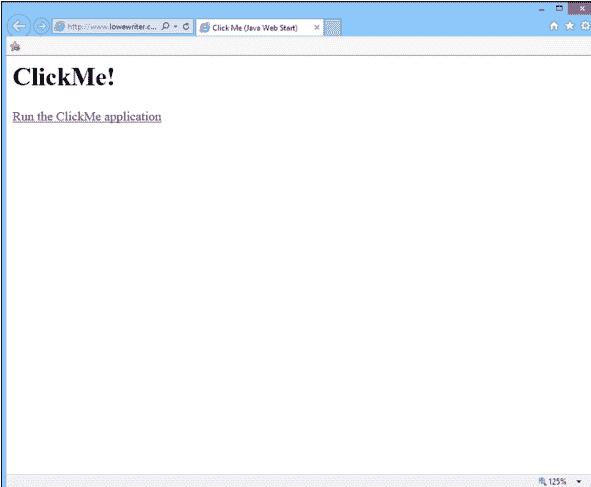 http://www.lowewriter.c...
Click Me (Java Web Start)
ClickMe!
Run the ClickMe application
125%